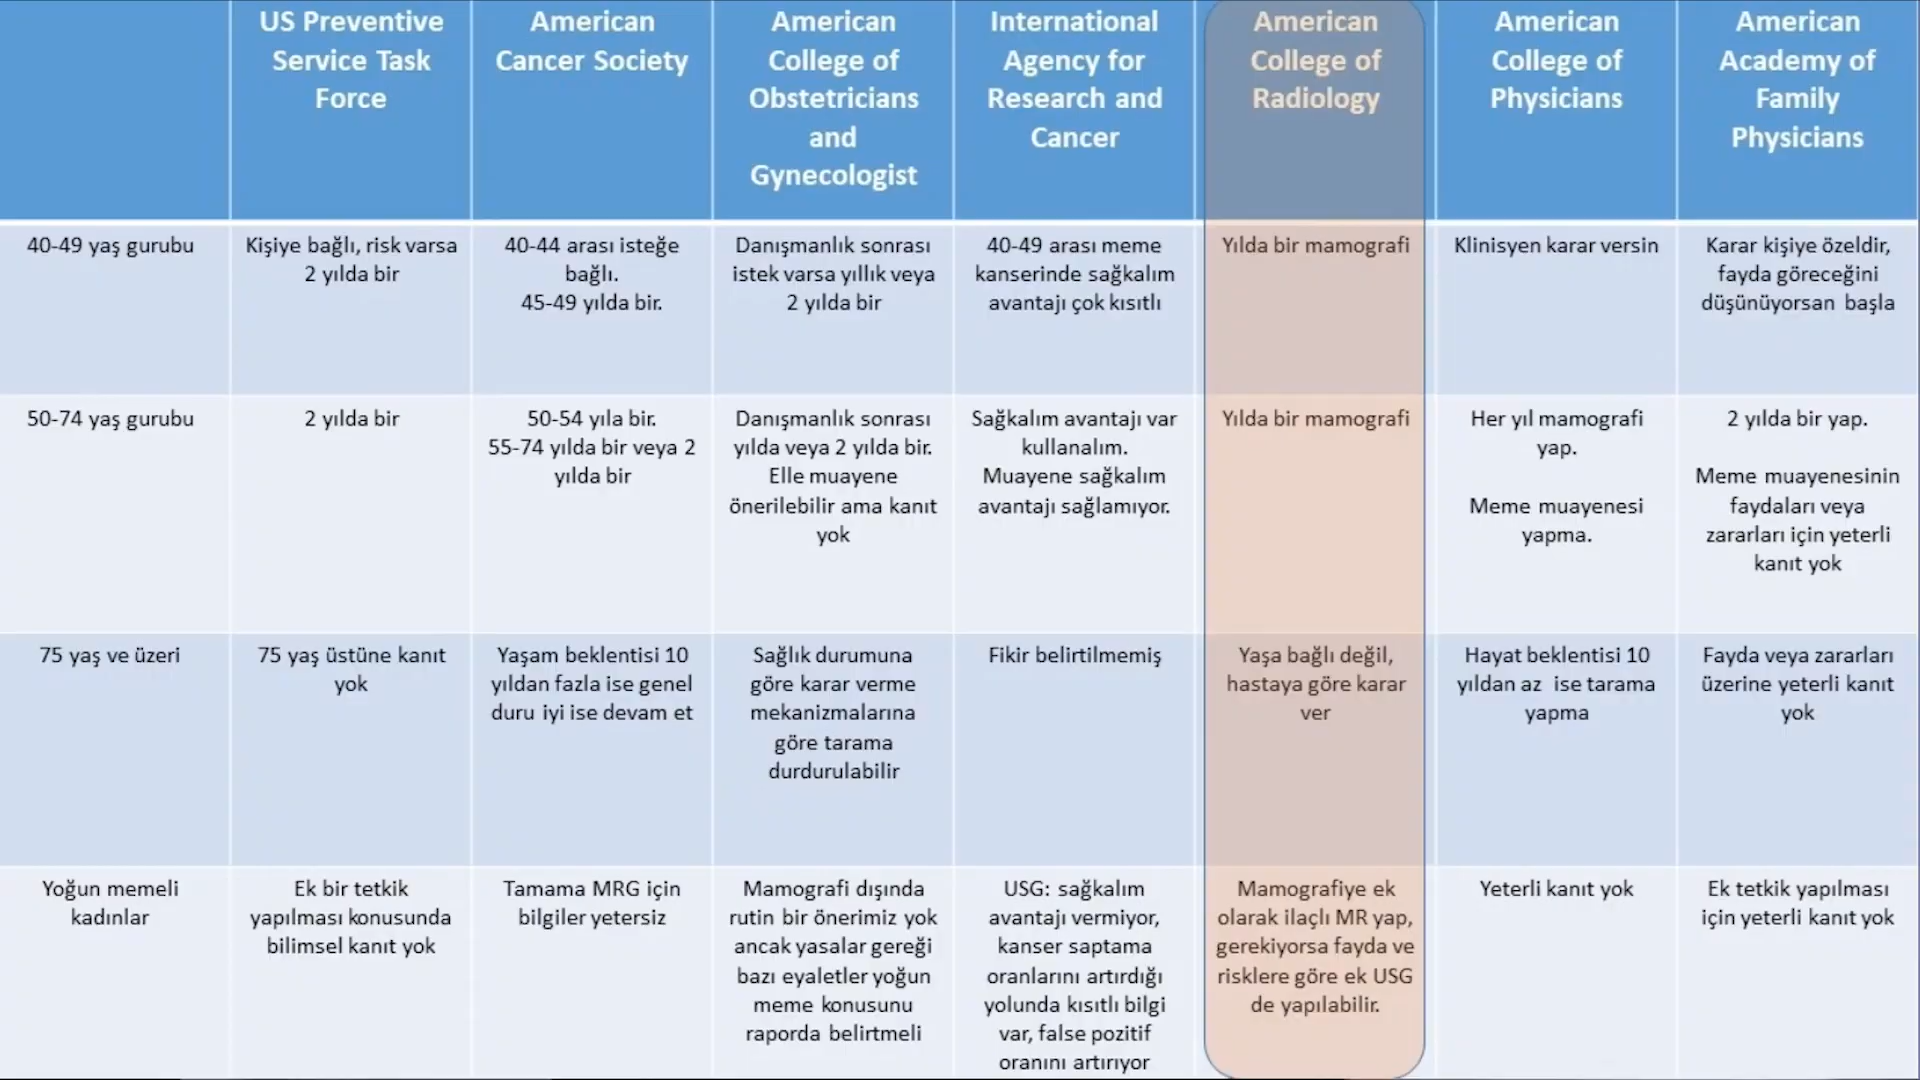 US Preventive
Service Task
Force
American
Cancer Society
American
College of
Obstetricians
and
Gynecologist
International
Agency for
Research and
Cancer
American
College of
Radiology
American
College of
Physicians
American
Academy of
Family
Physicians
40-49 yaş gurubu
Kişiye bağlı, risk varsa
2 yılda bir
40-44 arası isteğe
bağlı.
45-49 yılda bir.
Danışmanlık sonrası
istek varsa yıllık veya
2 yılda bir
40-49 arası meme
kanserinde sağkalım
avantajı çok kısıtlı
Yılda bir mamografi
Klinisyen karar versin
Karar kişiye özeldir,
fayda göreceğini
düşünüyorsan başla
50-74 yaş gurubu
2 yılda bir
50-54 yıla bir.
55-74 yılda bir veya 2
yılda bir
Danışmanlık sonrası
yılda veya 2 yılda bir.
Elle muayene
önerilebilir ama kanıt
yok
Sağkalım avantajı var
kullanalım.
Muayene sağkalım
avantajı sağlamıyor.
Yılda bir mamografi
Her yıl mamografi
yap.
Meme muayenesi
yapma.
2 yılda bir yap.
Meme muayenesinin
faydaları veya
zararları için yeterli
kanıt yok
75 yaş ve üzeri
75 yaş üstüne kanıt
yok
Yaşam beklentisi 10
yıldan fazla ise genel
duru iyi ise devam et
Sağlık durumuna
göre karar verme
mekanizmalarına
göre tarama
durdurulabilir
Fikir belirtilmemiş
Yaşa bağlı değil,
hastaya göre karar
ver
Hayat beklentisi 10
yıldan az ise tarama
yapma
Fayda veya zararları
üzerine yeterli kanıt
yok
Yoğun memeli
kadınlar
Ek bir tetkik
yapılması konusunda
bilimsel kanıt yok
Tamama MRG için
bilgiler yetersiz
Mamografi dışında
rutin bir önerimiz yok
ancak yasalar gereği
bazı eyaletler yoğun
meme konusunu
raporda belirtmeli
USG: sağkalım
avantajı vermiyor,
kanser saptama
oranlarını artırdığı
yolunda kısıtlı bilgi
var, false pozitif
oranını artırıyor
Mamografiye ek
olarak ilaçlı MR yap,
gerekiyorsa fayda ve
risklere göre ek USG
de yapılabilir.
Yeterli kanıt yok
Ek tetkik yapılması
için yeterli kanıt yok